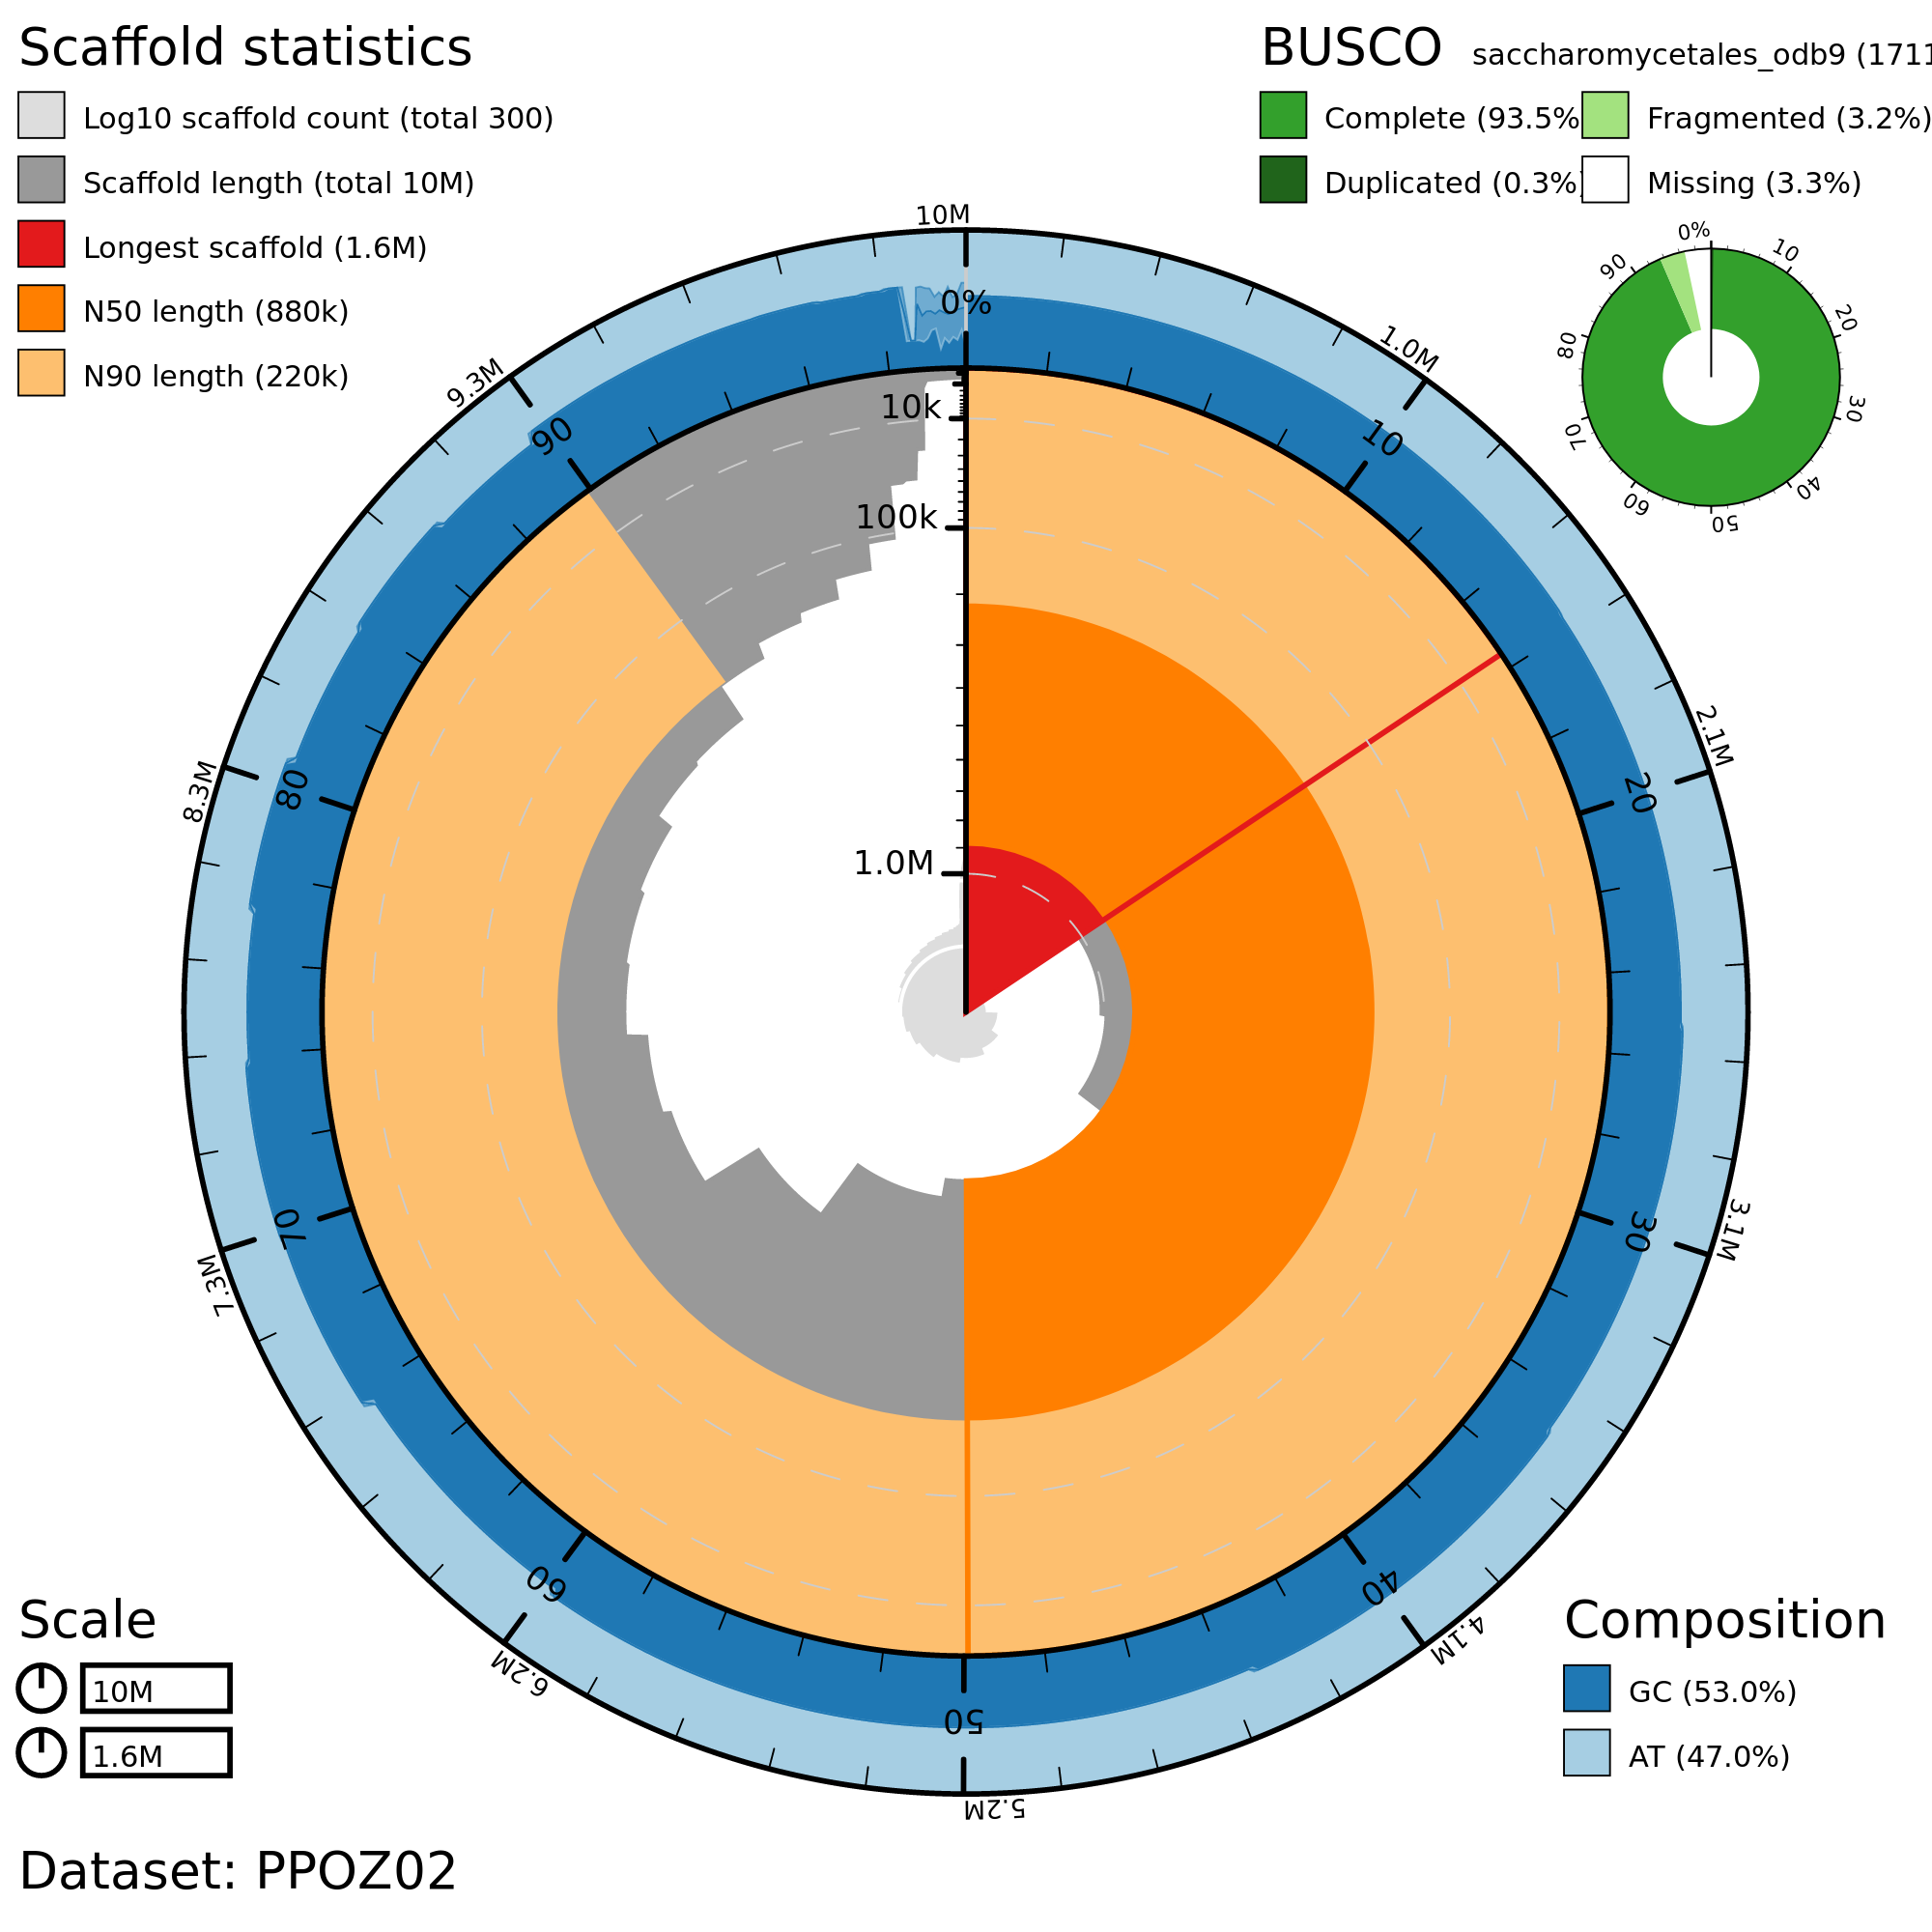 Scaffold statistics
Log10 scaffold count (total 300)
Scaffold length (total 10M)
Longest scaffold (1.6M)
N50 length (880k)
N90 length (220k)
BUSCO saccharomycetales_odb9 (1711
Complete (93.5%
Fragmented (3.2%)
Duplicated (0.3%)
Missing (3.3%)
0%
10
20
30
40
50
60
70
80
90
10M
1.0M
2.1M
3.1M
4.1M
5.2M
6.2M
7.3M
8.3M
9.3M
0%
10
20
30
40
50
60
70
80
90
10k
100k
1.0M
Scale
10M
1.6M
Composition
GC (53.0%)
AT (47.0%)
Dataset: PPOZ02